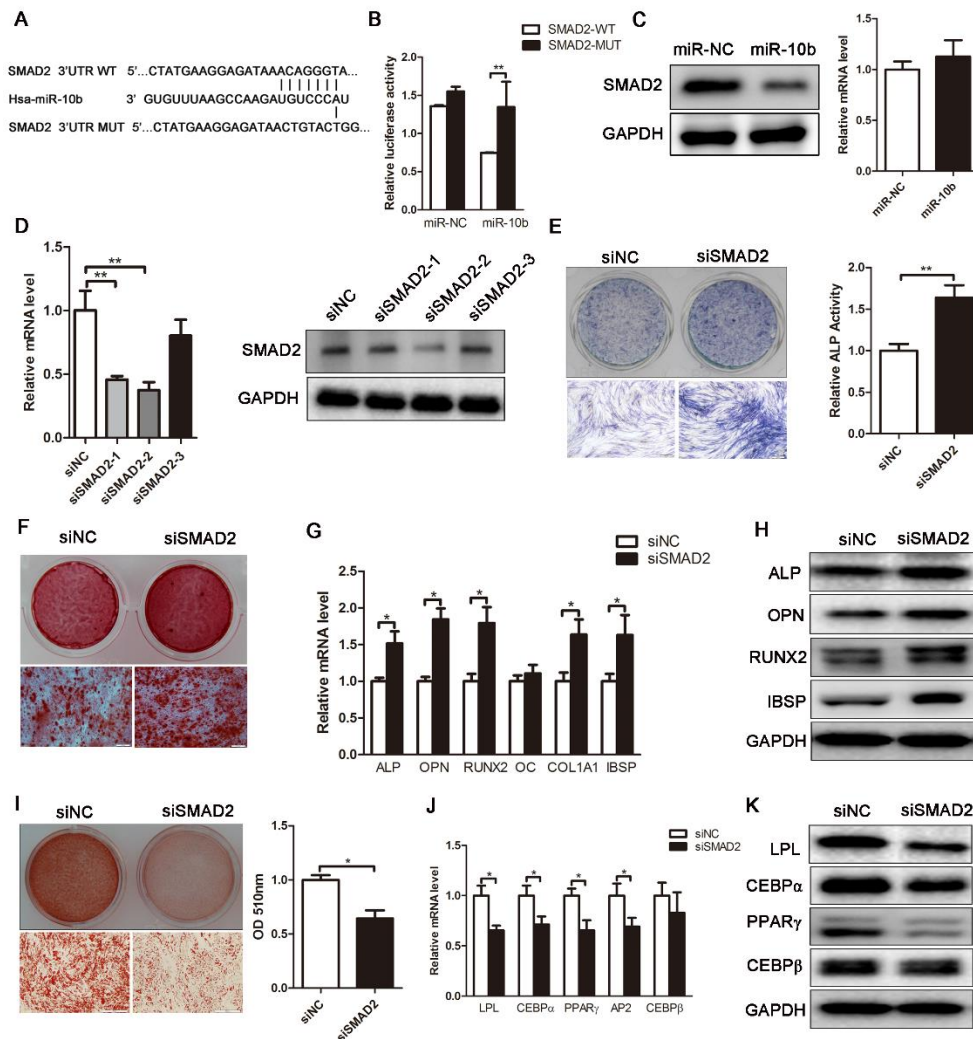 A
SMAD2 3'UTR WT 5'...CTATGAAGGAGATAAACAGGGTA...
Hsa-miR-10b 3' GUGUUUAAGCCAAGAUGUCCCAU
SMAD2 3'UTR MUT 5'...CTATGAAGGAGATAACTGTACTGG...
B
SMAD2-WT
SMAD2-MUT
**
Relative luciferase activity
2.0
1.5
1.0
0.5
0.0
miR-NC miR-10b
C
miR-NC miR-10b
SMAD2
GAPDH
Relative mRNA level
1.5
1.0
0.5
0.0
miR-NC
miR-10b
D
Relative mRNA level
1.5
1.0
0.5
0.0
**
**
siNC
siSMAD2-1
siSMAD2-2
siSMAD2-3
siNC
siSMAD2-1
siSMAD2-2
siSMAD2-3
SMAD2
GAPDH
E
siNC siSMAD2
Relative ALP Activity
2.0
1.5
1.0
0.5
0.0
**
siNC
siSMAD2
F
siNC siSMAD2
G
siNC
siSMAD2
Relative mRNA level
2.5
2.0
1.5
1.0
0.5
0.0
* * * * *
ALP OPN RUNX2 OC COL1A1 IBSP
H
siNC siSMAD2
ALP
OPN
RUNX2
IBSP
GAPDH
I
siNC siSMAD2
OD 510nm
2.0
1.5
1.0
0.5
0.0
*
siNC
siSMAD2
J
siNC
siSMAD2
Relative mRNA level
2.0
1.5
1.0
0.5
0.0
* * * *
LPL CEBPα PPARγ AP2 CEBPβ
K
siNC siSMAD2
LPL
CEBPα
PPARγ
CEBPβ
GAPDH